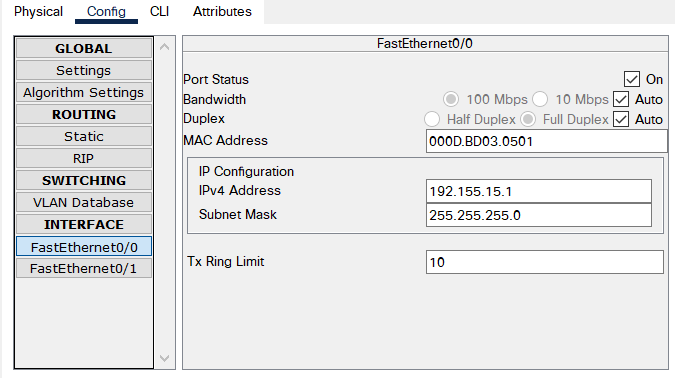 Physical Config CLI Attributes
GLOBAL
Settings
Algorithm Settings
ROUTING
Static
RIP
SWITCHING
VLAN Database
INTERFACE
FastEthernet0/0
FastEthernet0/1
FastEthernet0/0
Port Status On
Bandwidth 100 Mbps 10 Mbps Auto
Duplex Half Duplex Full Duplex Auto
MAC Address 000D.BD03.0501
IP Configuration
IPv4 Address 192.155.15.1
Subnet Mask 255.255.255.0
Tx Ring Limit 10